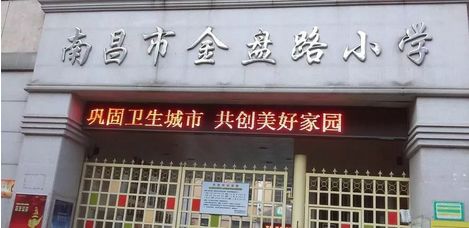 南昌市金盘路小学
巩固卫生城市 共创美好家园